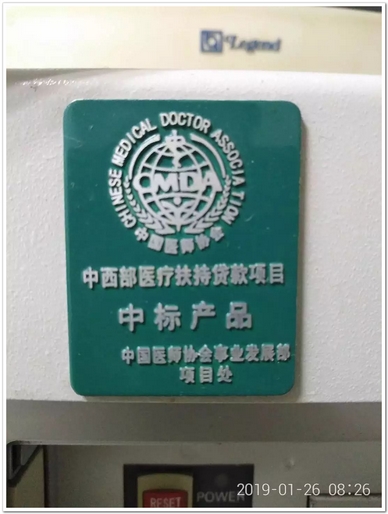 Legend
CHINESE MEDICAL DOCTOR ASSOCIATION
CMDA
中国医师协会
中西部医疗扶持贷款项目
中标产品
中国医师协会事业发展部
项目处
RESET POWER
2019-01-26 08:26